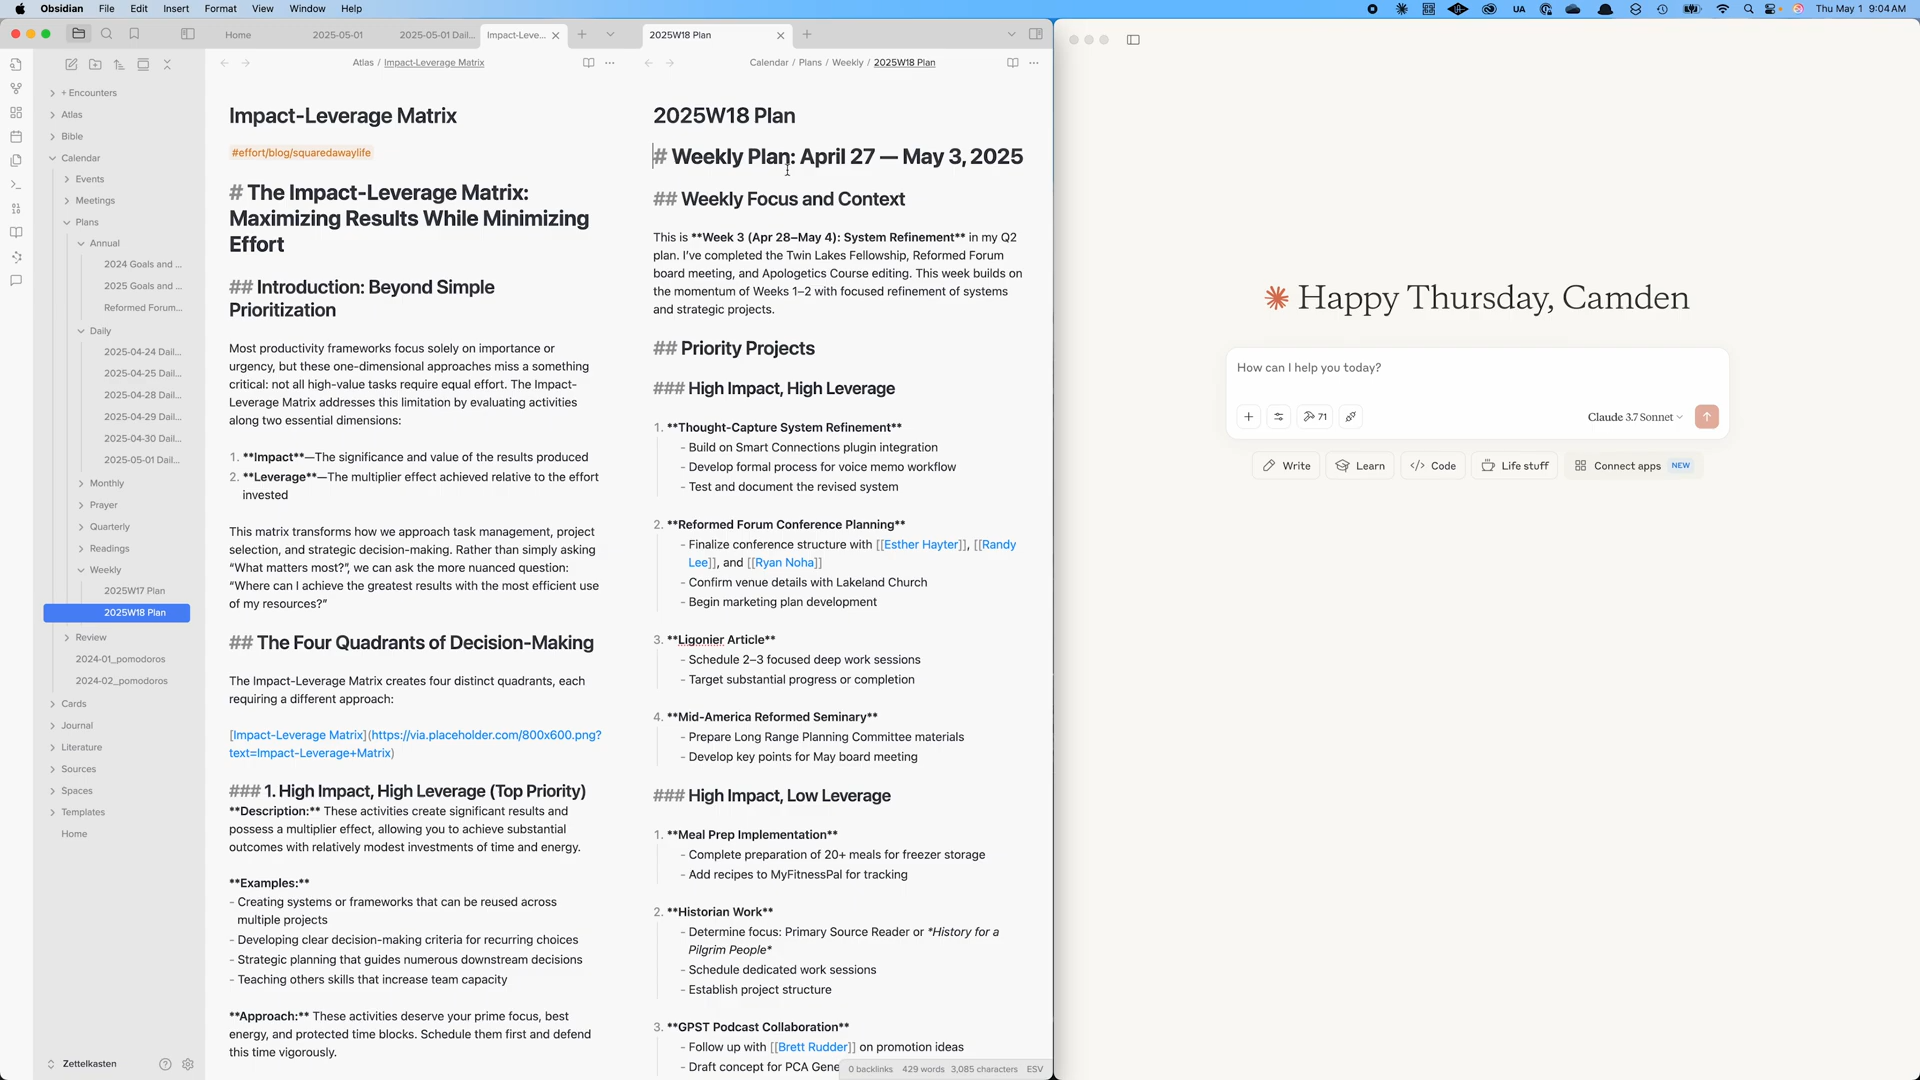 Obsidian File Edit Insert Format View Window Help
UA Thu May 1 9:04 AM
Home 2025-05-01 2025-05-01 Dail... Impact-Leve... 2025W18 Plan
Atlas / Impact-Leverage Matrix
Calendar / Plans / Weekly / 2025W18 Plan
+ Encounters
Atlas
Bible
Calendar
Events
Meetings
Plans
Annual
2024 Goals and ...
2025 Goals and ...
Reformed Forum...
Daily
2025-04-24 Dail...
2025-04-25 Dail...
2025-04-28 Dail...
2025-04-29 Dail...
2025-04-30 Dail...
2025-05-01 Dail...
Monthly
Prayer
Quarterly
Readings
Weekly
2025W17 Plan
2025W18 Plan
Review
2024-01_pomodoros
2024-02_pomodoros
Cards
Journal
Literature
Sources
Spaces
Templates
Home
Zettelkasten
Impact-Leverage Matrix
#effort/blog/squaredawaylife
# The Impact-Leverage Matrix:
Maximizing Results While Minimizing
Effort
## Introduction: Beyond Simple
Prioritization
Most productivity frameworks focus solely on importance or
urgency, but these one-dimensional approaches miss a something
critical: not all high-value tasks require equal effort. The Impact-
Leverage Matrix addresses this limitation by evaluating activities
along two essential dimensions:
1. **Impact**—The significance and value of the results produced
2. **Leverage**—The multiplier effect achieved relative to the effort
invested
This matrix transforms how we approach task management, project
selection, and strategic decision-making. Rather than simply asking
“What matters most?”, we can ask the more nuanced question:
“Where can I achieve the greatest results with the most efficient use
of my resources?”
## The Four Quadrants of Decision-Making
The Impact-Leverage Matrix creates four distinct quadrants, each
requiring a different approach:
[Impact-Leverage Matrix](https://via.placeholder.com/800x600.png?
text=Impact-Leverage+Matrix)
### 1. High Impact, High Leverage (Top Priority)
**Description:** These activities create significant results and
possess a multiplier effect, allowing you to achieve substantial
outcomes with relatively modest investments of time and energy.
**Examples:**
- Creating systems or frameworks that can be reused across
multiple projects
- Developing clear decision-making criteria for recurring choices
- Strategic planning that guides numerous downstream decisions
- Teaching others skills that increase team capacity
**Approach:** These activities deserve your prime focus, best
energy, and protected time blocks. Schedule them first and defend
this time vigorously.
2025W18 Plan
# Weekly Plan: April 27 — May 3, 2025
## Weekly Focus and Context
This is **Week 3 (Apr 28–May 4): System Refinement** in my Q2
plan. I’ve completed the Twin Lakes Fellowship, Reformed Forum
board meeting, and Apologetics Course editing. This week builds on
the momentum of Weeks 1–2 with focused refinement of systems
and strategic projects.
## Priority Projects
### High Impact, High Leverage
1. **Thought-Capture System Refinement**
- Build on Smart Connections plugin integration
- Develop formal process for voice memo workflow
- Test and document the revised system
2. **Reformed Forum Conference Planning**
- Finalize conference structure with [[Esther Hayter]], [[Randy
Lee]], and [[Ryan Noha]]
- Confirm venue details with Lakeland Church
- Begin marketing plan development
3. **Ligonier Article**
- Schedule 2–3 focused deep work sessions
- Target substantial progress or completion
4. **Mid-America Reformed Seminary**
- Prepare Long Range Planning Committee materials
- Develop key points for May board meeting
### High Impact, Low Leverage
1. **Meal Prep Implementation**
- Complete preparation of 20+ meals for freezer storage
- Add recipes to MyFitnessPal for tracking
2. **Historian Work**
- Determine focus: Primary Source Reader or *History for a
Pilgrim People*
- Schedule dedicated work sessions
- Establish project structure
3. **GPST Podcast Collaboration**
- Follow up with [[Brett Rudder]] on promotion ideas
- Draft concept for PCA Gene
0 backlinks 429 words 3,085 characters ESV
Happy Thursday, Camden
How can I help you today?
71 Claude 3.7 Sonnet
Write Learn Code Life stuff Connect apps NEW